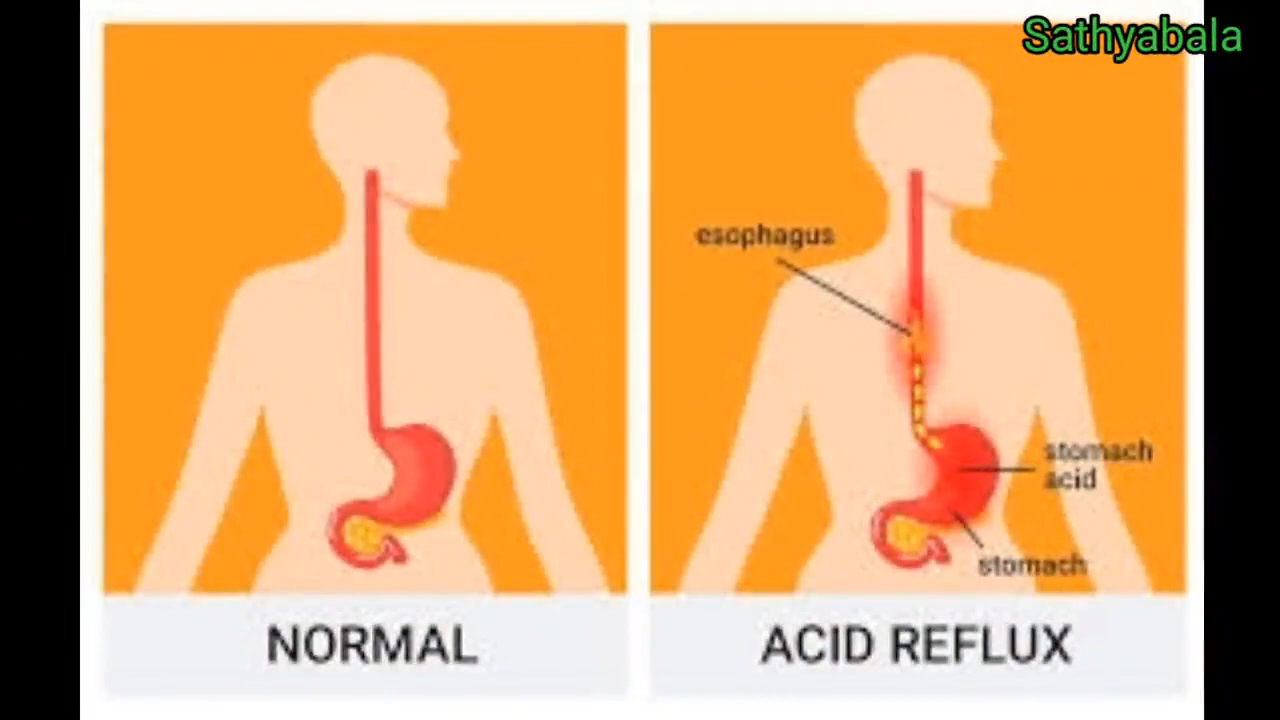 Sathyabala
esophagus
stomach
acid
stomach
NORMAL
ACID REFLUX